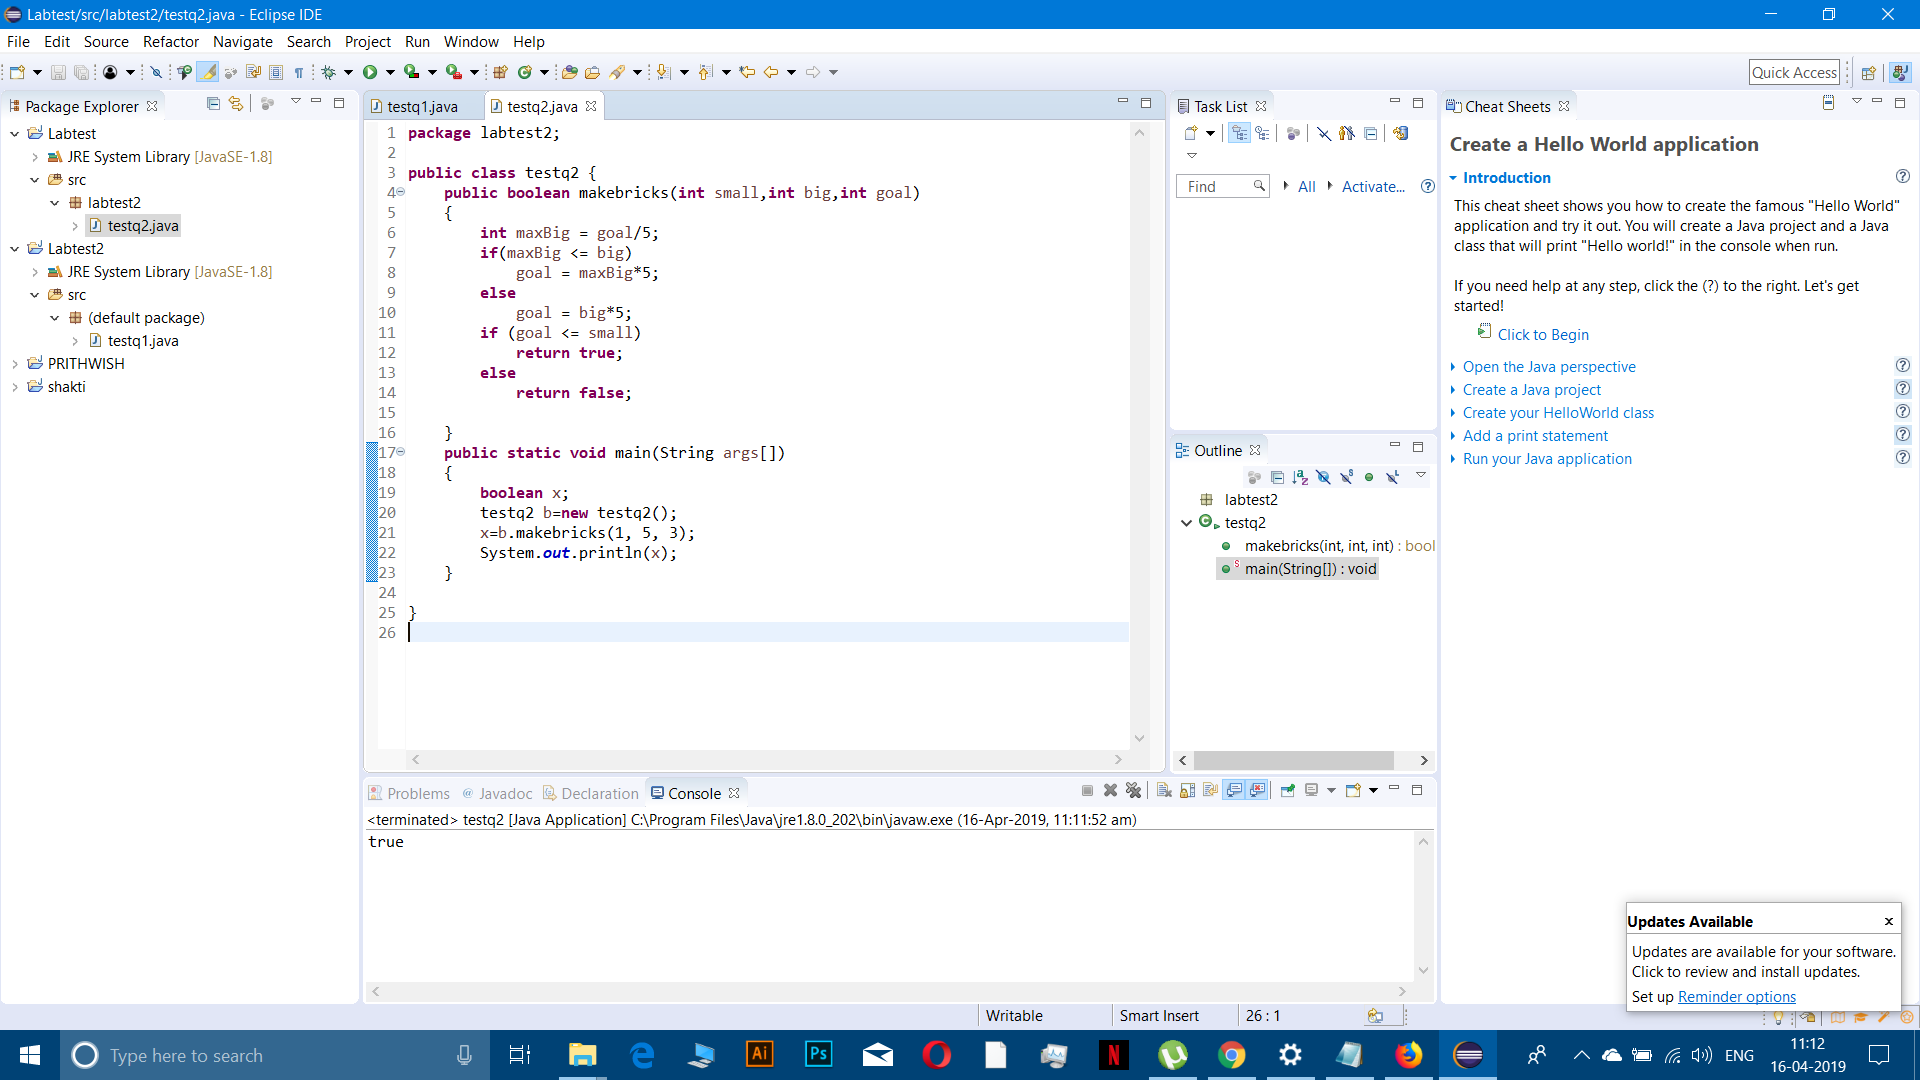 Labtest/src/labtest2/testq2.java - Eclipse IDE
File Edit Source Refactor Navigate Search Project Run Window Help
Quick Access
Package Explorer
Labtest
JRE System Library [JavaSE-1.8]
src
labtest2
testq2.java
Labtest2
JRE System Library [JavaSE-1.8]
src
(default package)
testq1.java
PRITHWISH
shakti
testq1.java testq2.java
1 package labtest2;
2
3 public class testq2 {
4 public boolean makebricks(int small,int big,int goal)
5 {
6 int maxBig = goal/5;
7 if(maxBig <= big)
8 goal = maxBig*5;
9 else
10 goal = big*5;
11 if (goal <= small)
12 return true;
13 else
14 return false;
15
16 }
17 public static void main(String args[])
18 {
19 boolean x;
20 testq2 b=new testq2();
21 x=b.makebricks(1, 5, 3);
22 System.out.println(x);
23 }
24
25 }
26
Task List
Find All Activate...
Outline
labtest2
testq2
makebricks(int, int, int) : bool
main(String[]) : void
Cheat Sheets
Create a Hello World application
Introduction
This cheat sheet shows you how to create the famous "Hello World"
application and try it out. You will create a Java project and a Java
class that will print "Hello world!" in the console when run.
If you need help at any step, click the (?) to the right. Let's get
started!
Click to Begin
Open the Java perspective
Create a Java project
Create your HelloWorld class
Add a print statement
Run your Java application
Problems @ Javadoc Declaration Console
<terminated> testq2 [Java Application] C:\Program Files\Java\jre1.8.0_202\bin\javaw.exe (16-Apr-2019, 11:11:52 am)
true
Updates Available x
Updates are available for your software.
Click to review and install updates.
Set up Reminder options
Writable Smart Insert 26 : 1
Type here to search
Ai
Ps
N
ENG
11:12
16-04-2019